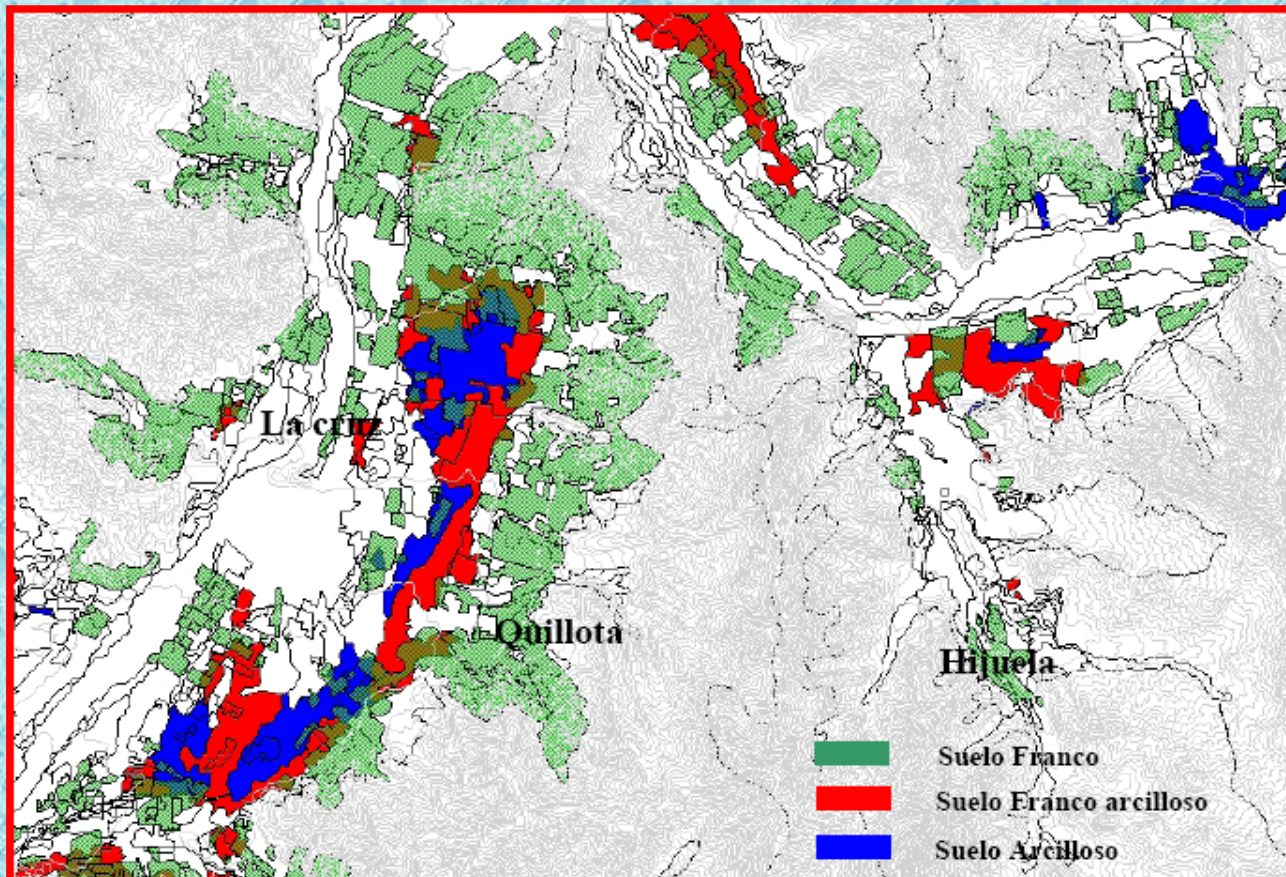 La cruz
Quillota
Hijuela
Suelo Franco
Suelo Franco arcilloso
Suelo Arcilloso